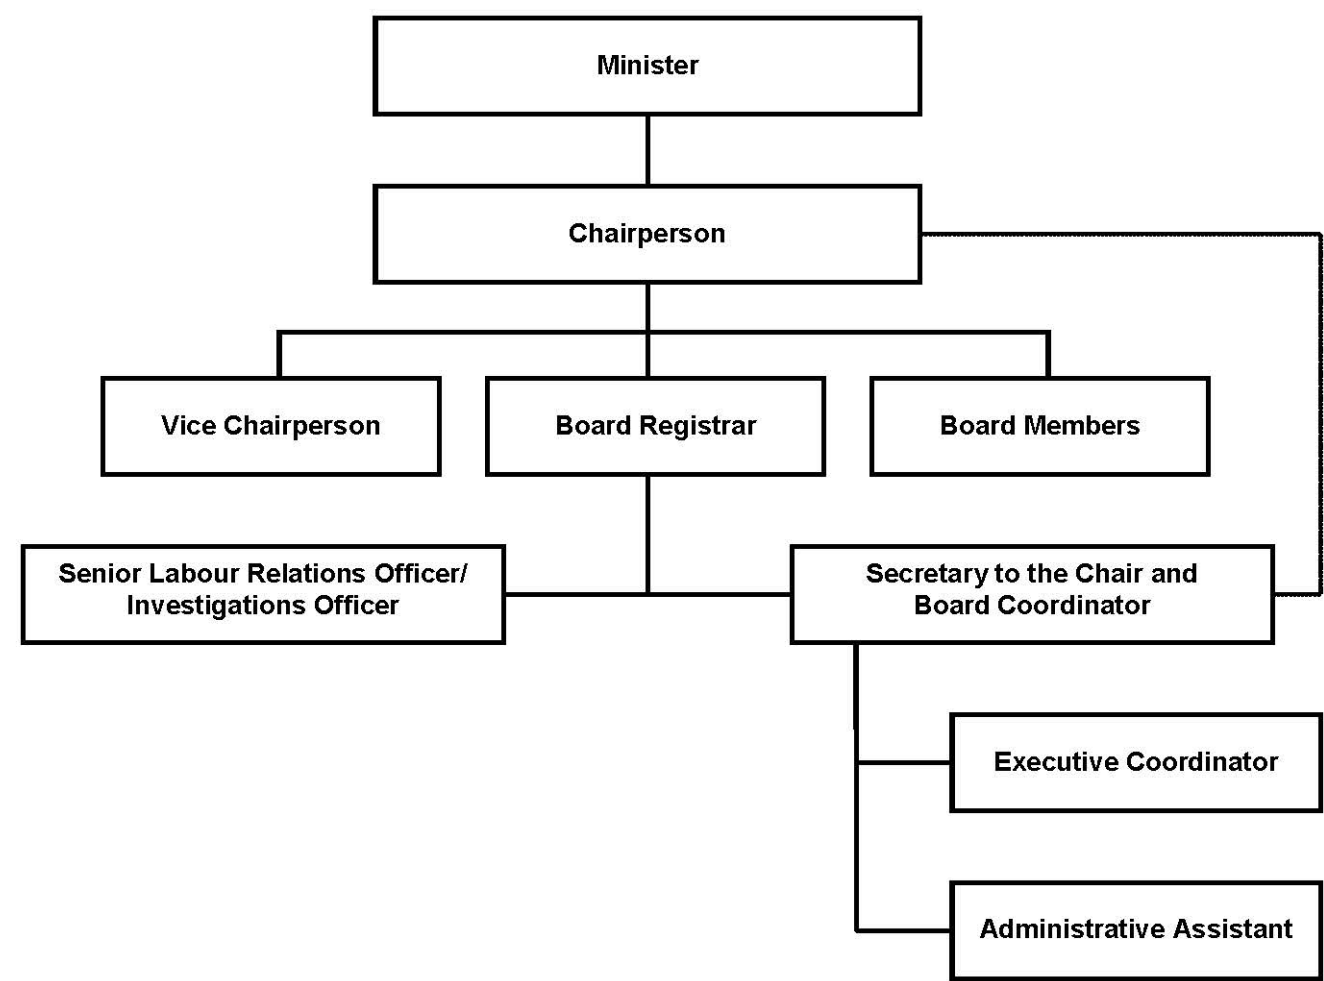 Minister
Chairperson
Vice Chairperson
Board Registrar
Board Members
Senior Labour Relations Officer/
Investigations Officer
Secretary to the Chair and
Board Coordinator
Executive Coordinator
Administrative Assistant